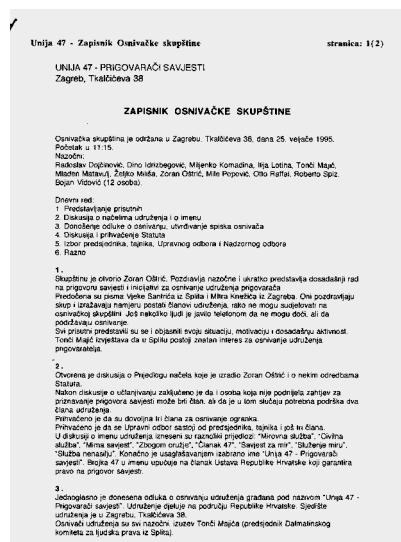 Unija 47 - Zapisnik Osnivačke skupštine stranica: 1(2)
UNIJA 47 - PRIGOVARAČI SAVJESTI
Zagreb, Tkalčićeva 38
ZAPISNIK OSNIVAČKE SKUPŠTINE
Osnivačka skupština je održana u Zagrebu, Tkalčićeva 38, dana 25. veljače 1995.
Početak u 11:15.
Nazočni:
Radoslav Dojčinović, Dino Idrizbegović, Miljenko Komadina, Ilija Lotina, Tonči Majić,
Mladen Matavulj, Željko Miliša, Zoran Oštrić, Mile Popović, Otto Raffai, Roberto Spiz,
Bojan Vidović (12 osoba).
Dnevni red:
1. Predstavljanje prisutnih
2. Diskusija o načelima udruženja i o imenu
3. Donošenje odluke o osnivanju, utvrđivanje spiska osnivača
4. Diskusija i prihvaćenje Statuta
5. Izbor predsjednika, tajnika, Upravnog odbora i Nadzornog odbora
6. Razno
1.
Skupštinu je otvorio Zoran Oštrić. Pozdravlja nazočne i ukratko predstavlja dosadašnji rad
na prigovoru savjesti i inicijativi za osnivanje udruženja prigovarača
Predočena su pisma Vjeke Šantrića iz Splita i Mitra Knežića iz Zagreba. Oni pozdravljaju
skup i izražavaju namjeru postati članovi udruženja, iako ne mogu sudjelovati na
osnivačkoj skupštini. Još nekoliko ljudi je javilo telefonom da ne mogu doći, ali da
podržavaju osnivanje.
Svi prisutni predstavili su se i objasnili svoju situaciju, motivaciju i dosadašnju aktivnost.
Tonči Majić izvještava da u Splitu postoji znatan interes za osnivanje udruženja
prigovaratelja.
2.
Otvorena je diskusija o Prijedlogu načela koje je izradio Zoran Oštrić i o nekim odredbama
Statuta.
Nakon diskusije o učlanjivanju zaključeno je da i osoba koja nije podnijela zahtjev za
priznavanje prigovora savjesti može biti član, ali da je u tom slučaju potrebna podrška dva
člana udruženja.
Prihvaćeno je da su dovoljna tri člana za osnivanje ogranka.
Prihvaćeno je da se Upravni odbor sastoji od predsjednika, tajnika i još tri člana.
U diskusiji o imenu udruženja izneseni su raznoliki prijedlozi: "Mirovna služba", "Civilna
služba", "Mirna savjest", "Zbogom oružje", "Članak 47", "Savjest za mir", "Služenje miru",
"Služba nenasilju". Konačno je usaglašavanjem izabrano ime "Unija 47 - Prigovarači
savjesti". Brojka 47 u imenu upućuje na članak Ustava Republike Hrvatske koji garantira
pravo na prigovor savjesti.
3.
Jednoglasno je donesena odluka o osnivanju udruženja građana pod nazivom "Unija 47 -
Prigovarači savjesti". Udruženje djeluje na području Republike Hrvatske. Sjedište
udruženja je u Zagrebu, Tkalčićeva 38.
Osnivači udruženja su svi nazočni, izuzev Tonči Majića (predsjednik Dalmatinskog
komiteta za ljudska prava iz Splita).